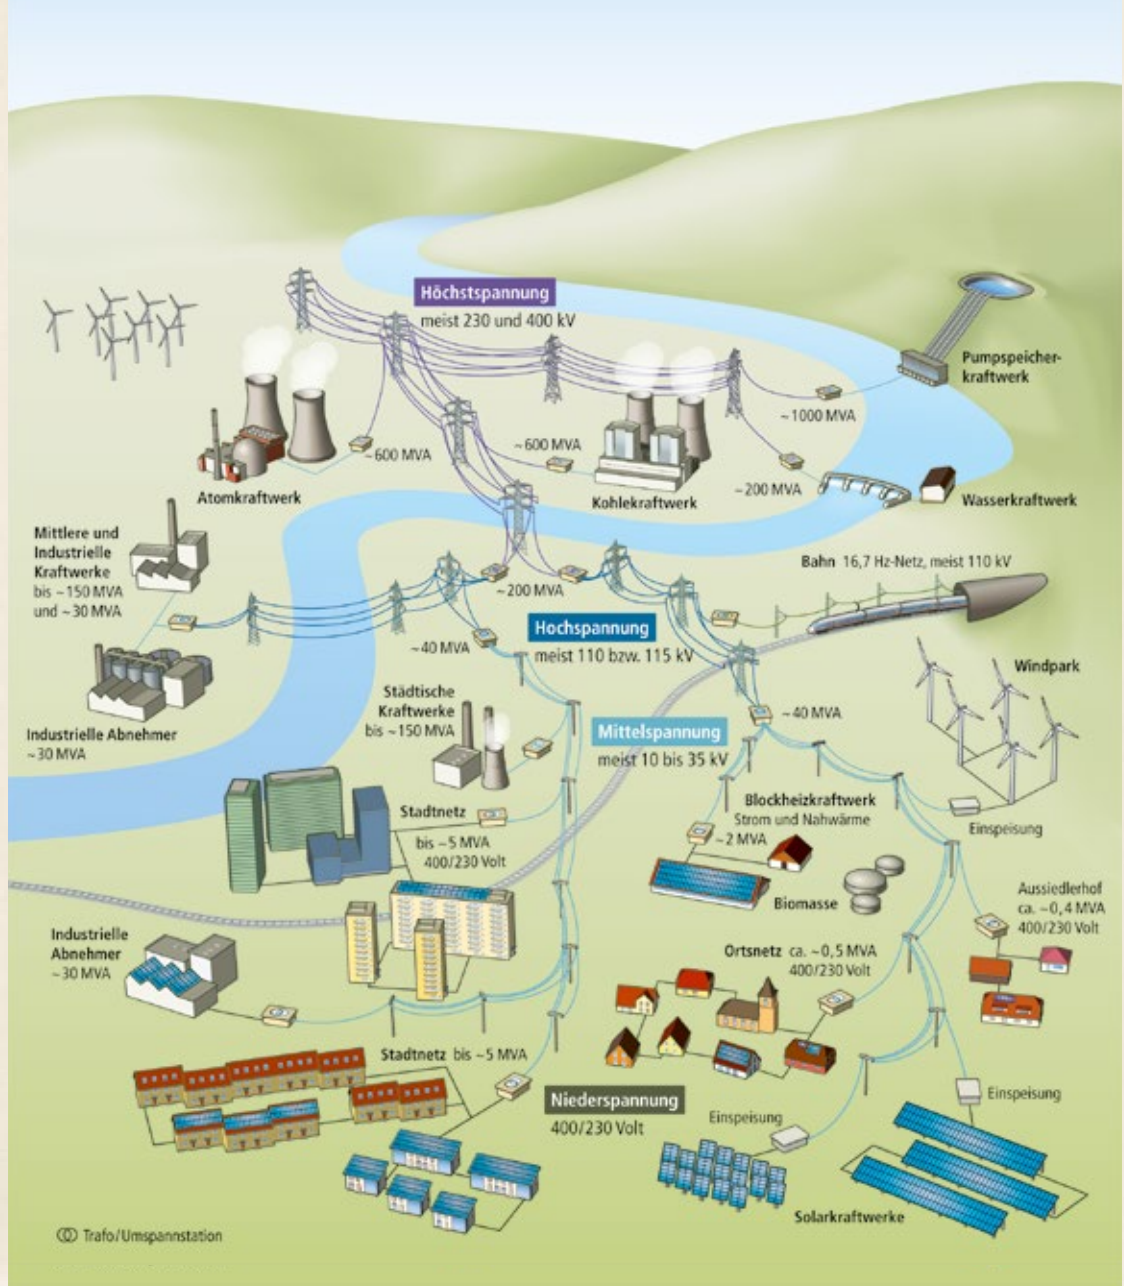 Höchstspannung
meist 230 und 400 kV
Pumpspeicher-
kraftwerk
~1000 MVA
~600 MVA
~600 MVA
Atomkraftwerk
Kohlekraftwerk
~200 MVA
Wasserkraftwerk
Mittlere und
Industrielle
Kraftwerke
bis ~150 MVA
und ~30 MVA
~200 MVA
Bahn 16,7 Hz-Netz, meist 110 kV
Hochspannung
meist 110 bzw. 115 kV
~40 MVA
Windpark
Industrielle Abnehmer
~30 MVA
Städtische
Kraftwerke
bis ~150 MVA
~40 MVA
Mittelspannung
meist 10 bis 35 kV
Stadtnetz
bis ~5 MVA
400/230 Volt
Blockheizkraftwerk
Strom und Nahwärme
~2 MVA
Einspeisung
Biomasse
Aussiedlerhof
ca. ~0,4 MVA
400/230 Volt
Industrielle
Abnehmer
~30 MVA
Ortsnetz ca. ~0,5 MVA
400/230 Volt
Stadtnetz bis ~5 MVA
Niederspannung
400/230 Volt
Einspeisung
Einspeisung
Solarkraftwerke
Trafo/Umspannstation